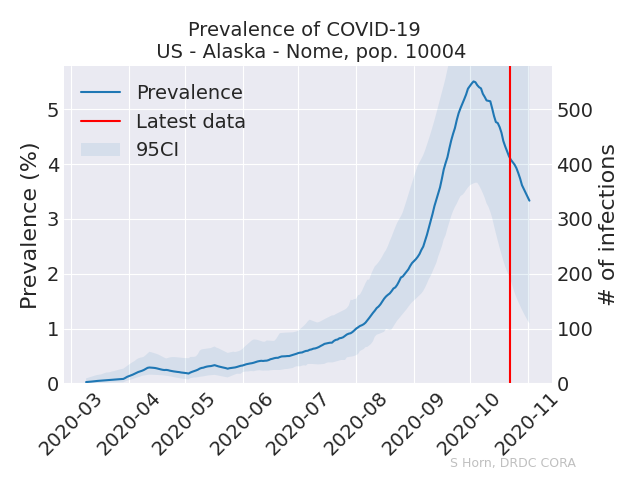 Prevalence of COVID-19
US - Alaska - Nome, pop. 10004
Prevalence
Latest data
95CI
Prevalence (%)
5
4
3
2
1
0
# of infections
500
400
300
200
100
0
2020-03
2020-04
2020-05
2020-06
2020-07
2020-08
2020-09
2020-10
2020-11
S Horn, DRDC CORA